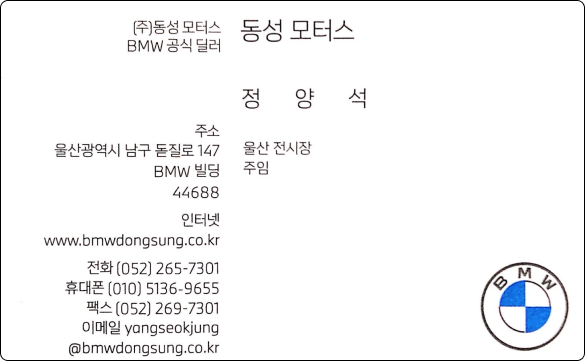 (주)동성 모터스
BMW 공식 딜러
동성 모터스
정 양 석
주소
울산광역시 남구 돋질로 147
BMW 빌딩
44688
울산 전시장
주임
인터넷
www.bmwdongsung.co.kr
전화 (052) 265-7301
휴대폰 (010) 5136-9655
팩스 (052) 269-7301
이메일 yangseokjung
@bmwdongsung.co.kr
BMW